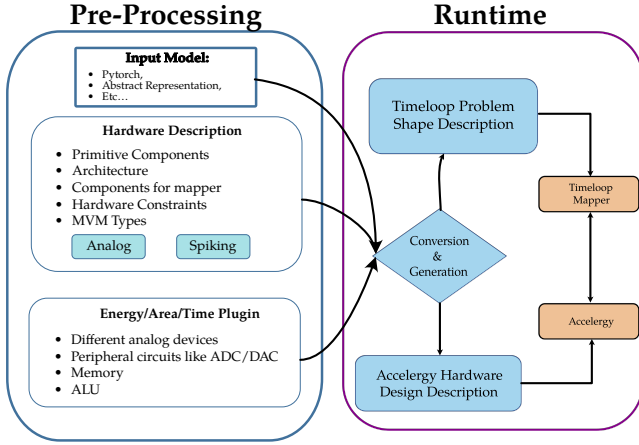 Pre-Processing
Input Model:
• Pytorch,
• Abstract Representation,
• Etc…
Hardware Description
• Primitive Components
• Architecture
• Components for mapper
• Hardware Constraints
• MVM Types
Analog
Spiking
Energy/Area/Time Plugin
• Different analog devices
• Peripheral circuits like ADC/DAC
• Memory
• ALU
Runtime
Timeloop Problem
Shape Description
Timeloop
Mapper
Conversion
&
Generation
Accelergy
Accelergy Hardware
Design Description